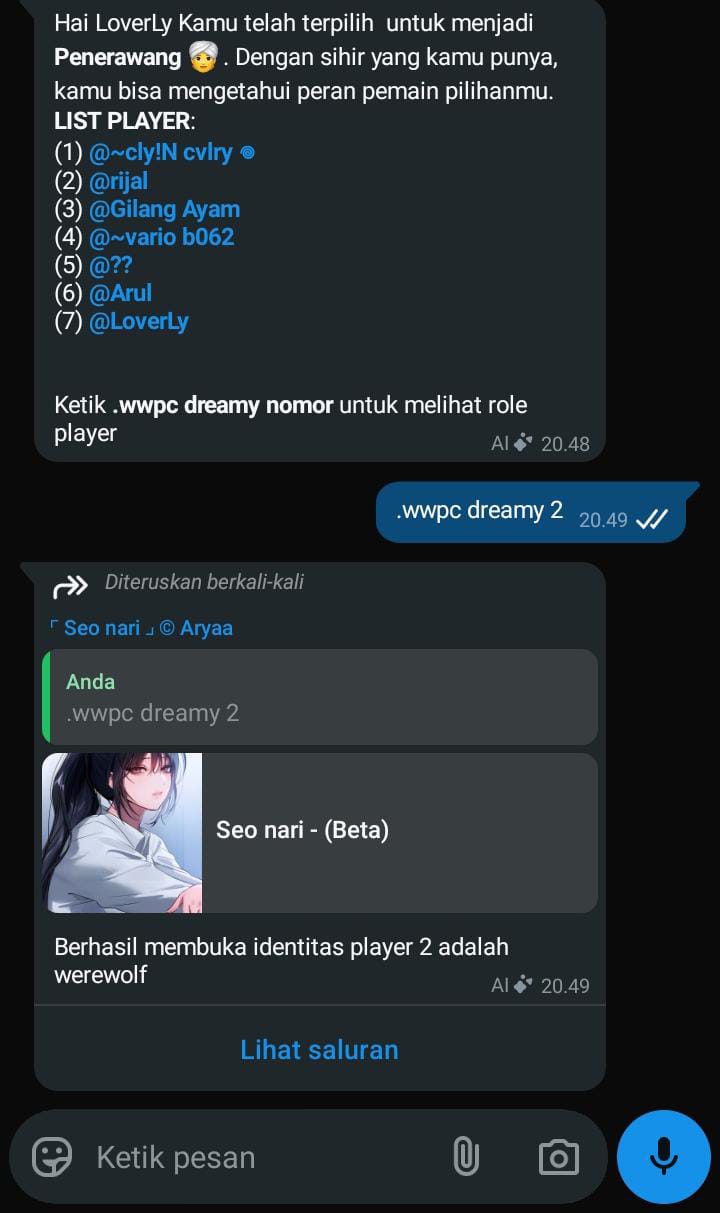 Hai LoverLy Kamu telah terpilih  untuk menjadi
Penerawang 👳. Dengan sihir yang kamu punya,
kamu bisa mengetahui peran pemain pilihanmu.
LIST PLAYER:
(1) @~cly!N cvlry ꩜
(2) @rijal
(3) @Gilang Ayam
(4) @~vario b062
(5) @??
(6) @Arul
(7) @LoverLy
Ketik .wwpc dreamy nomor untuk melihat role
player
AI 20.48
.wwpc dreamy 2 20.49
Diteruskan berkali-kali
「 Seo nari 」© Aryaa
Anda
.wwpc dreamy 2
Seo nari - (Beta)
Berhasil membuka identitas player 2 adalah
werewolf
AI 20.49
Lihat saluran
Ketik pesan